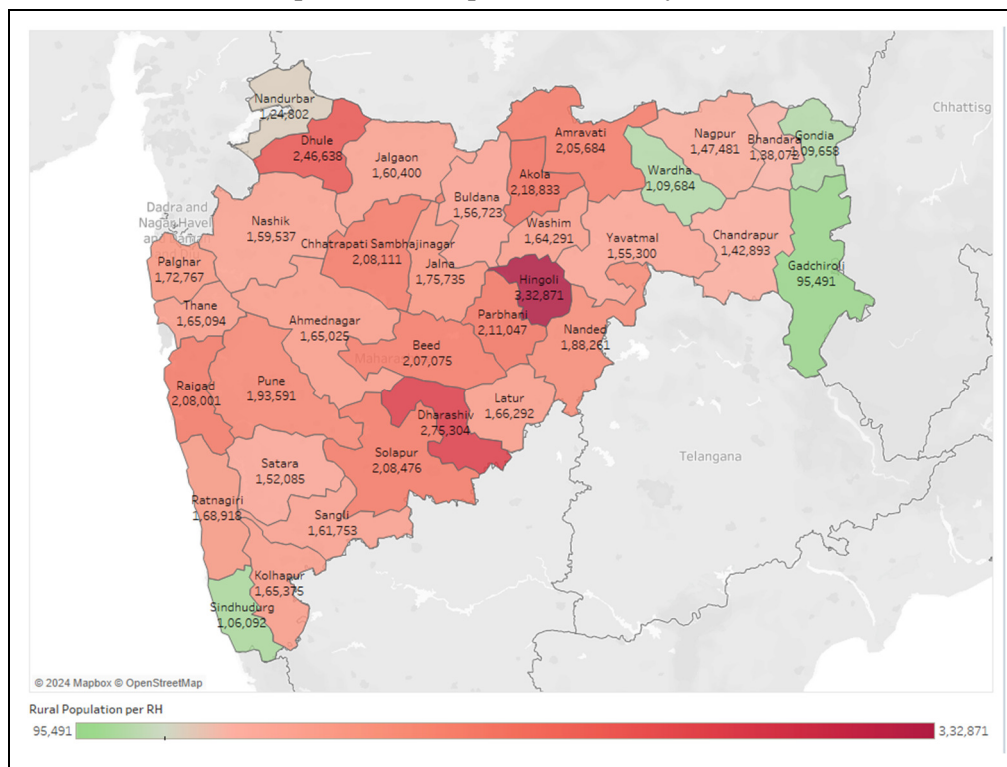 Nandurbar
1,24,802
Dhule
2,46,638
Jalgaon
1,60,400
Amravati
2,05,684
Nagpur
1,47,481
Bhandara
1,38,072
Gondia
1,09,658
Chhattisg
Akola
2,18,833
Wardha
1,09,684
Buldana
1,56,723
Dadra and
Nagar Haveli
Nashik
1,59,537
Chhatrapati Sambhajinagar
2,08,111
Washim
1,64,291
Yavatmal
1,55,300
Chandrapur
1,42,893
Palghar
1,72,767
Jalna
1,75,735
Hingoli
3,32,871
Gadchiroli
95,491
Thane
1,65,094
Ahmednagar
1,65,025
Parbhani
2,11,047
Nanded
1,88,261
Beed
2,07,075
Raigad
2,08,001
Pune
1,93,591
Latur
1,66,292
Dharashiv
2,75,304
Solapur
2,08,476
Telangana
Satara
1,52,085
Ratnagiri
1,68,918
Sangli
1,61,753
Kolhapur
1,65,375
Sindhudurg
1,06,092
© 2024 Mapbox © OpenStreetMap
Rural Population per RH
95,491
3,32,871